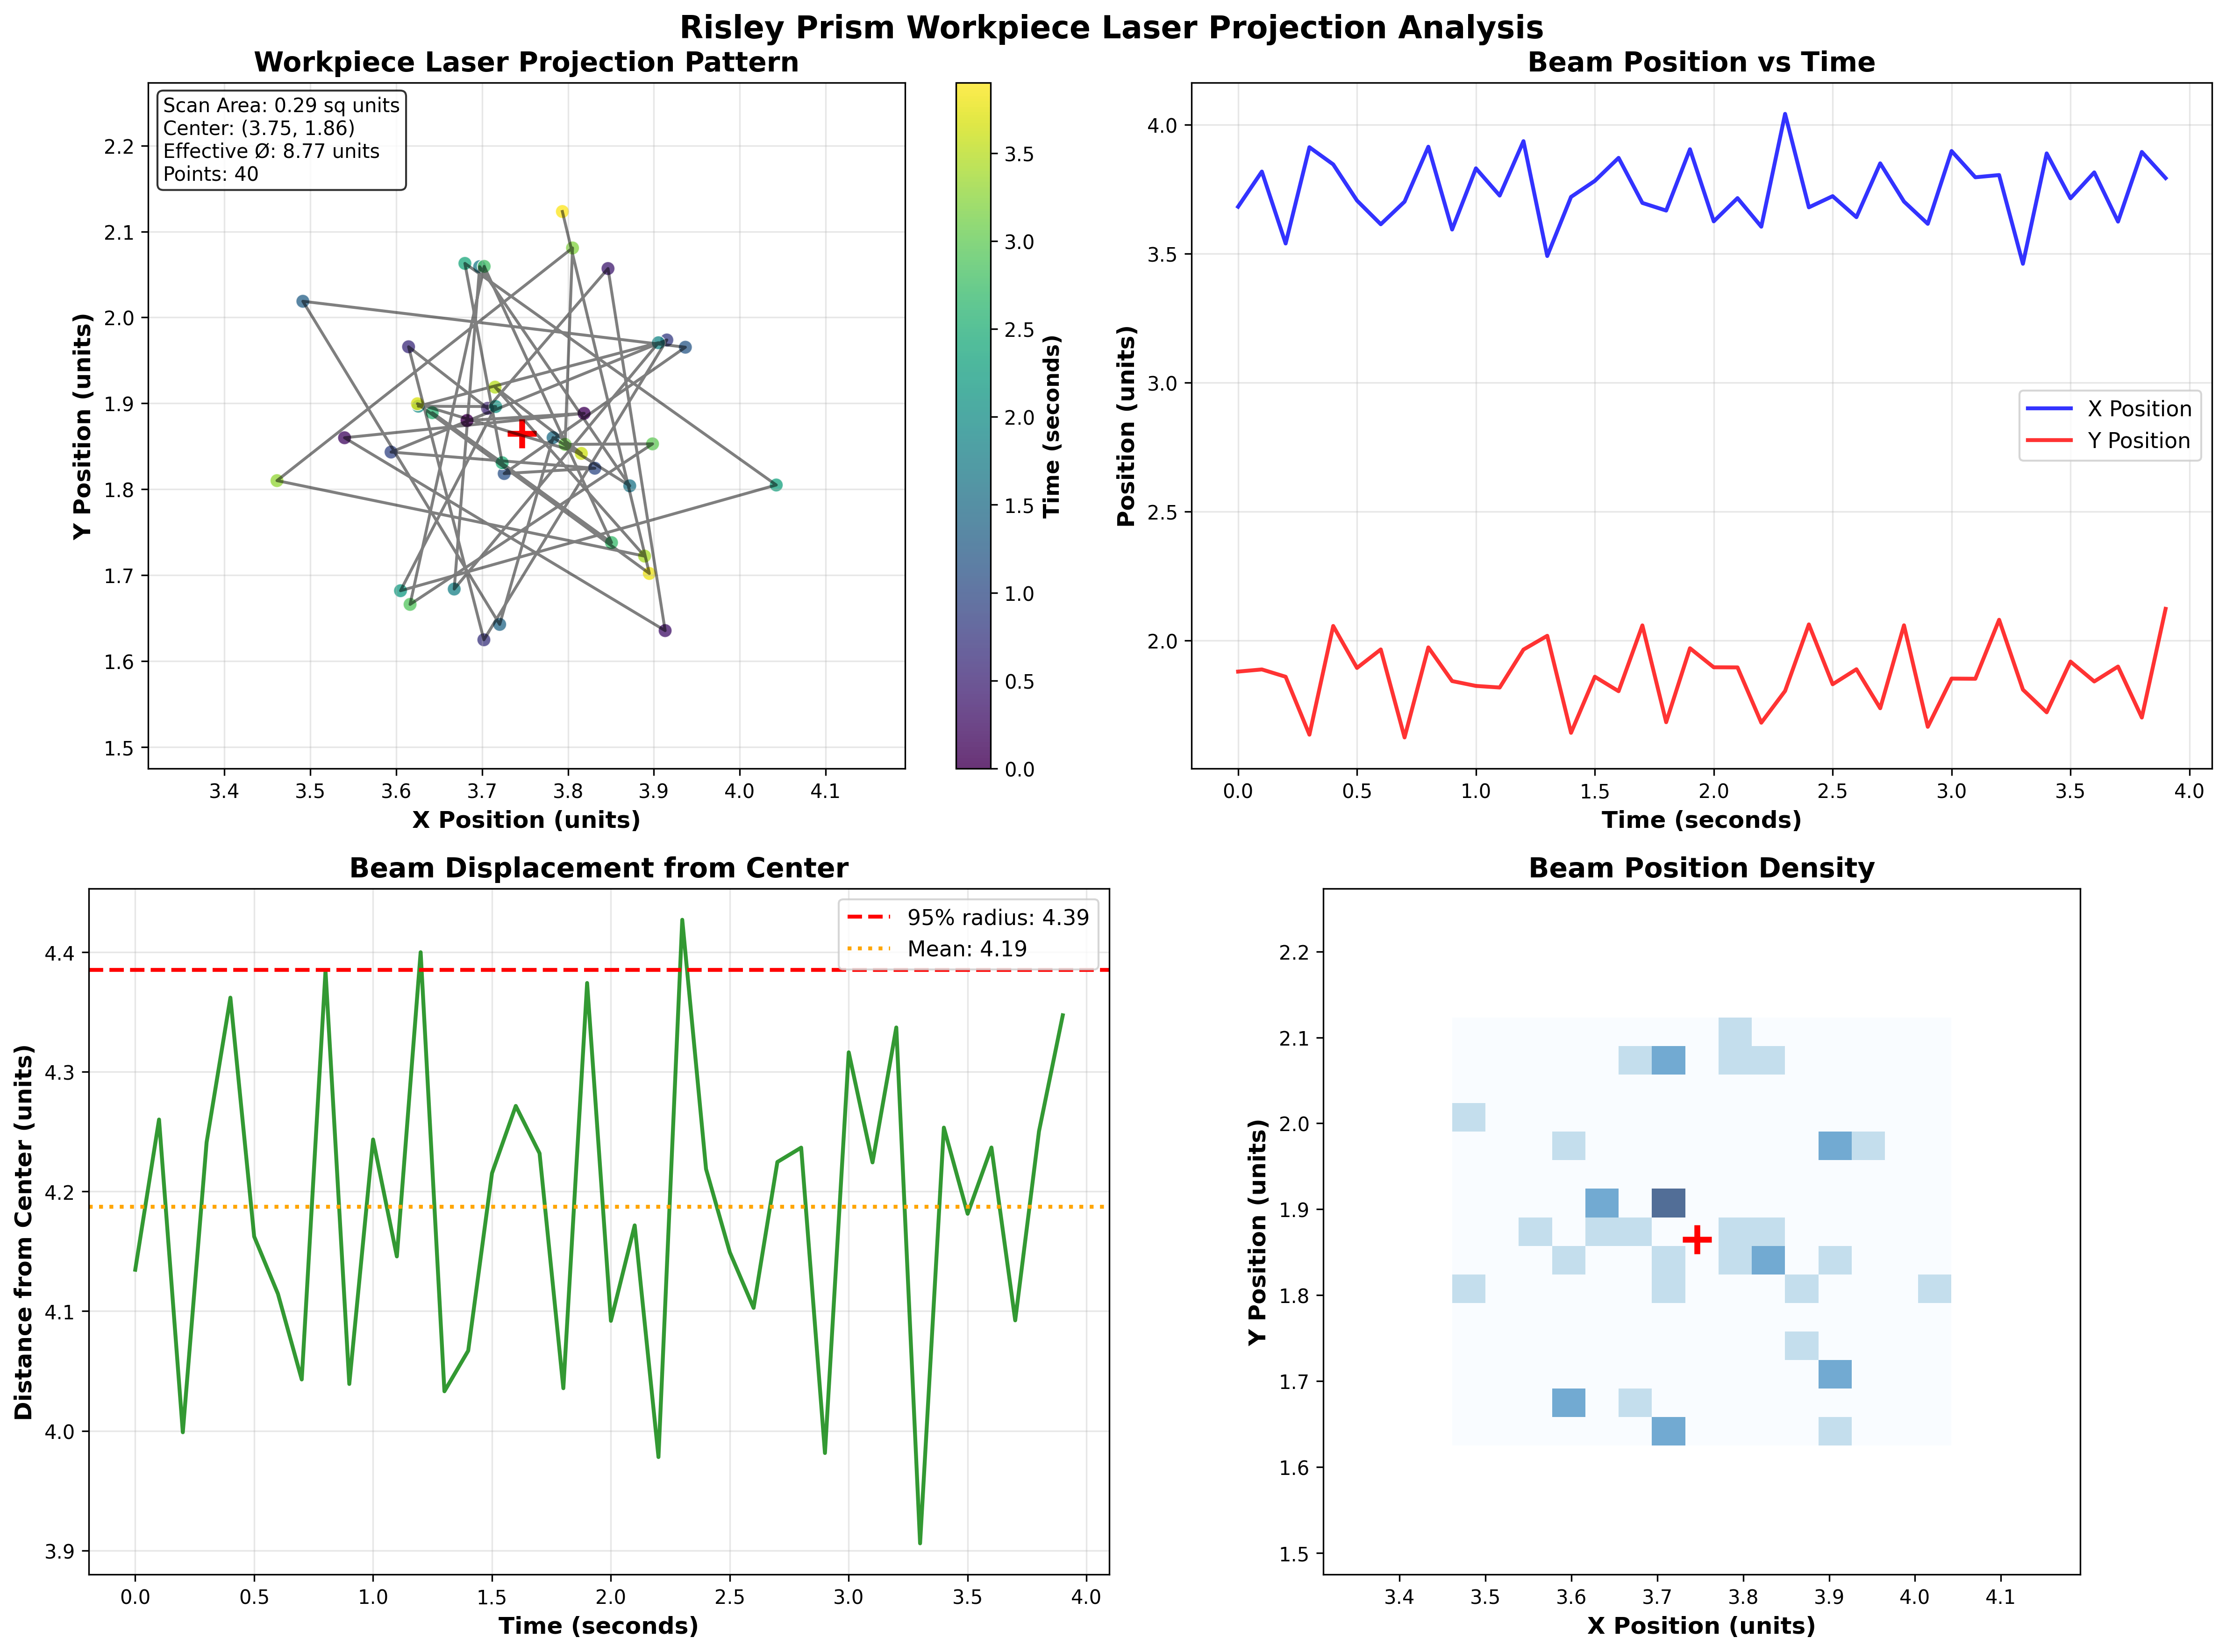 Risley Prism Workpiece Laser Projection Analysis
Workpiece Laser Projection Pattern
Scan Area: 0.29 sq units
Center: (3.75, 1.86)
Effective Ø: 8.77 units
Points: 40
Y Position (units)
2.2
2.1
2.0
1.9
1.8
1.7
1.6
1.5
3.4 3.5 3.6 3.7 3.8 3.9 4.0 4.1
X Position (units)
3.5
3.0
2.5
2.0
1.5
1.0
0.5
0.0
Time (seconds)
Beam Position vs Time
Position (units)
4.0
3.5
3.0
2.5
2.0
X Position
Y Position
0.0 0.5 1.0 1.5 2.0 2.5 3.0 3.5 4.0
Time (seconds)
Beam Displacement from Center
95% radius: 4.39
Mean: 4.19
Distance from Center (units)
4.4
4.3
4.2
4.1
4.0
3.9
0.0 0.5 1.0 1.5 2.0 2.5 3.0 3.5 4.0
Time (seconds)
Beam Position Density
Y Position (units)
2.2
2.1
2.0
1.9
1.8
1.7
1.6
1.5
3.4 3.5 3.6 3.7 3.8 3.9 4.0 4.1
X Position (units)